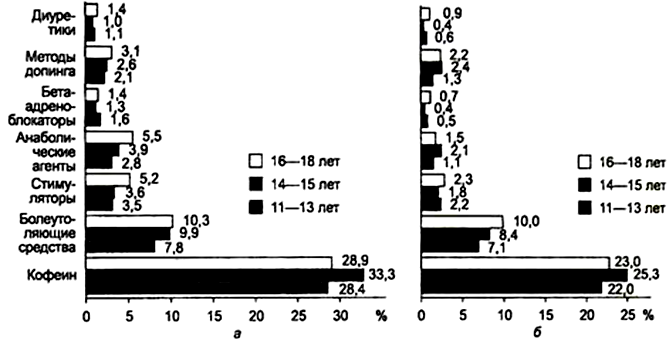 Диуре-
тики
1,4
1,0
1,1
0,9
0,4
0,6
Методы
допинга
3,1
2,6
2,1
2,2
2,4
1,3
Бета-
адрено-
блокаторы
1,4
1,3
1,6
0,7
0,4
0,5
Анаболи-
ческие
агенты
5,5
3,9
2,8
1,5
2,1
1,1
Стиму-
ляторы
5,2
3,6
3,5
2,3
1,8
2,2
16—18 лет
14—15 лет
11—13 лет
16—18 лет
14—15 лет
11—13 лет
Болеуто-
ляющие
средства
10,3
9,9
7,8
10,0
8,4
7,1
Кофеин
28,9
33,3
28,4
23,0
25,3
22,0
0 5 10 15 20 25 30 %
0 5 10 15 20 25 %
а
б